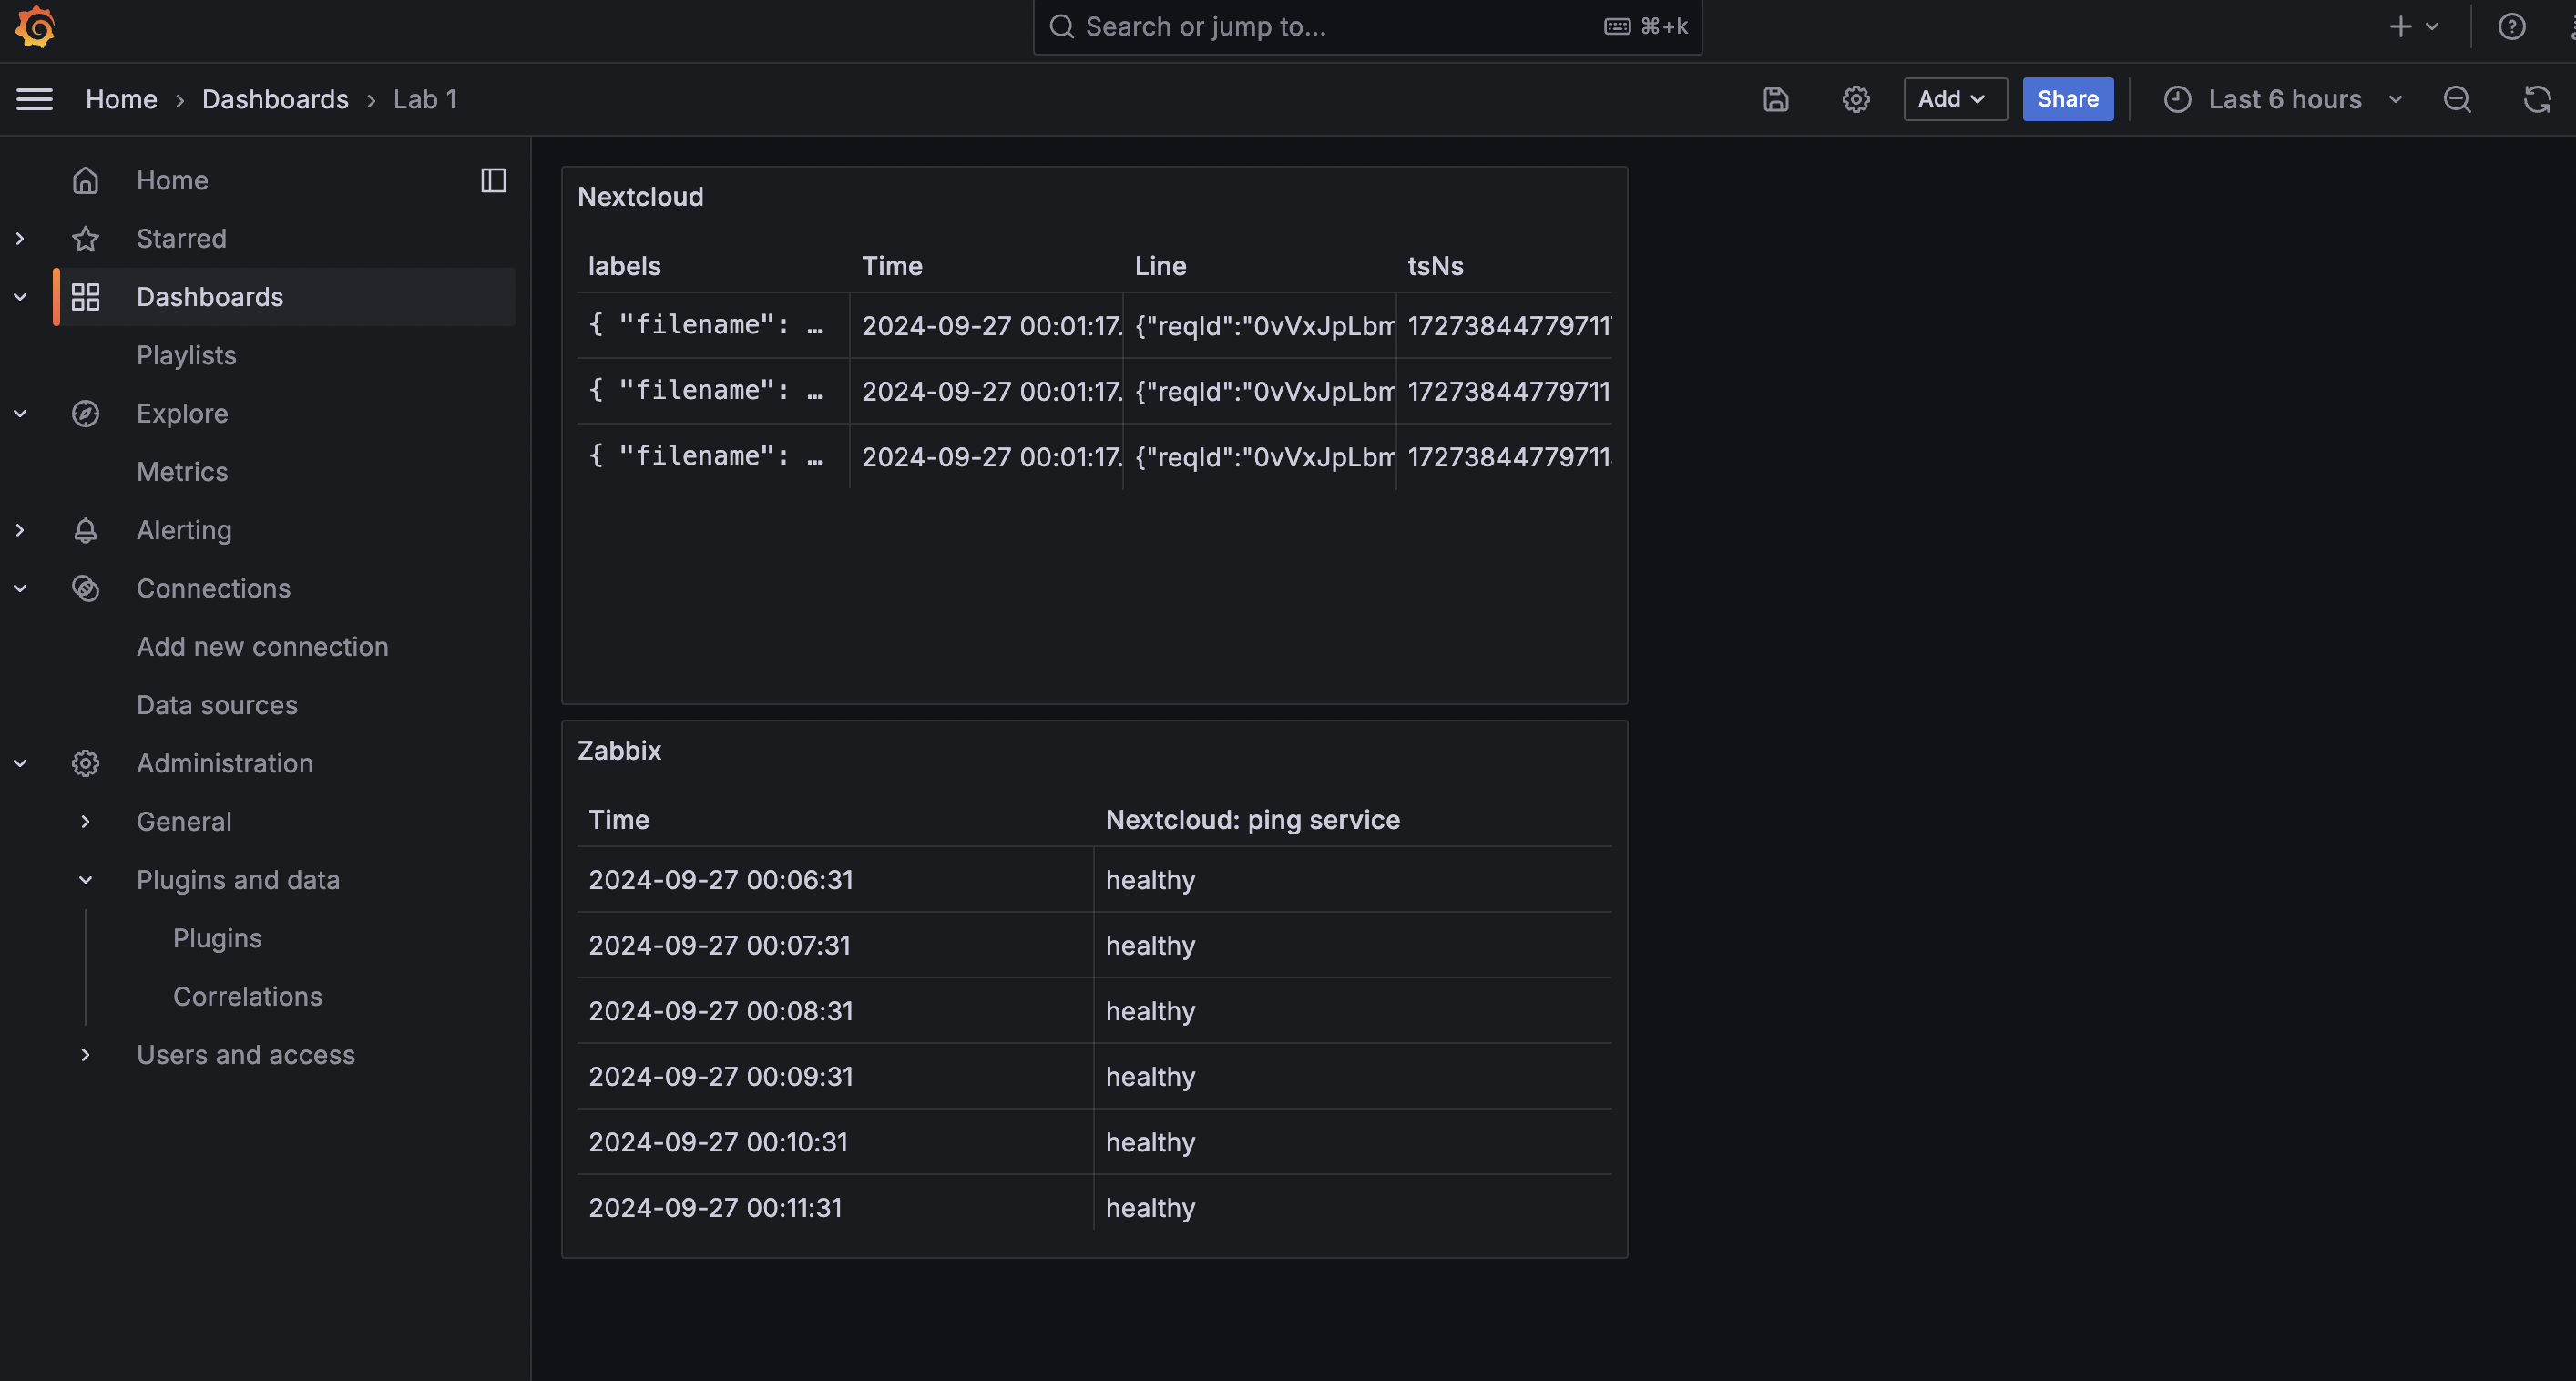 Search or jump to... ⌘+k
Home › Dashboards › Lab 1
Add
Share
Last 6 hours
Home
Starred
Dashboards
Playlists
Explore
Metrics
Alerting
Connections
Add new connection
Data sources
Administration
General
Plugins and data
Plugins
Correlations
Users and access
Nextcloud
labels Time Line tsNs
{ "filename": … 2024-09-27 00:01:17. {"reqId":"0vVxJpLbm 172738447797111
{ "filename": … 2024-09-27 00:01:17. {"reqId":"0vVxJpLbm 17273844779711
{ "filename": … 2024-09-27 00:01:17. {"reqId":"0vVxJpLbm 17273844779711
Zabbix
Time Nextcloud: ping service
2024-09-27 00:06:31 healthy
2024-09-27 00:07:31 healthy
2024-09-27 00:08:31 healthy
2024-09-27 00:09:31 healthy
2024-09-27 00:10:31 healthy
2024-09-27 00:11:31 healthy